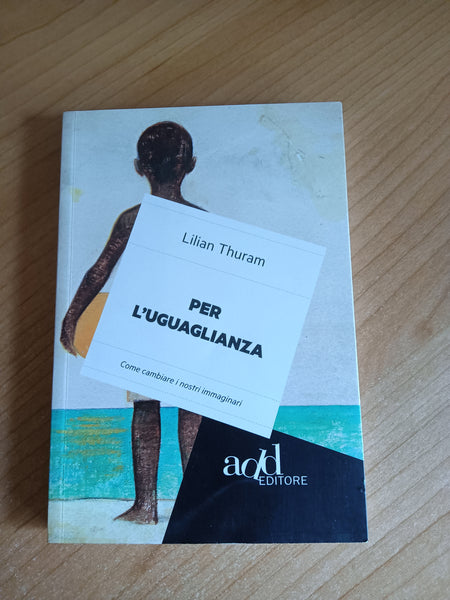 Lilian Thuram
PER
L'UGUAGLIANZA
Come cambiare i nostri immaginari
add
EDITORE